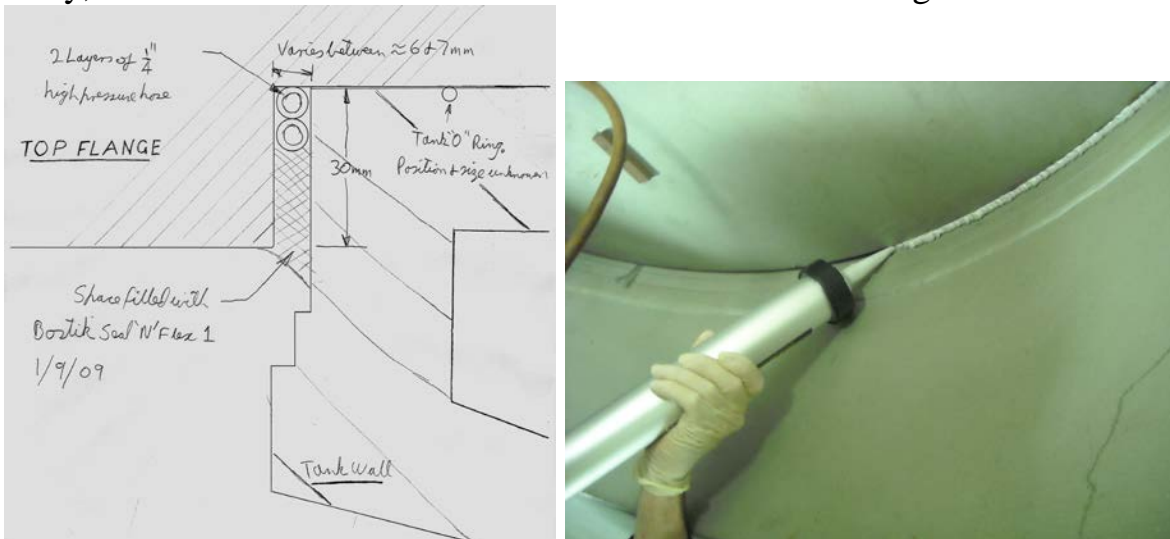 2 Layers of 1/4"
high pressure hose
Varies between ≈ 6 & 7mm
TOP FLANGE
30mm
Tank "O" Ring.
Position & size unknown
Space filled with
Bostik Seal 'N' Flex 1
1/9/09
Tank Wall